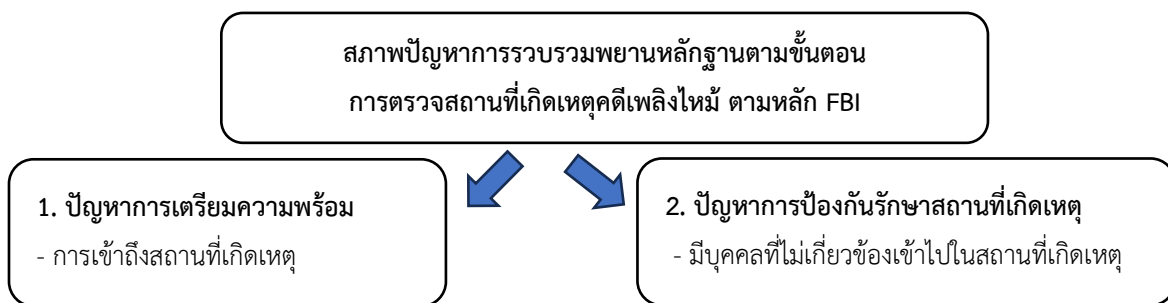 สภาพปัญหาการรวบรวมพยานหลักฐานตามขั้นตอน
การตรวจสถานที่เกิดเหตุคดีเพลิงไหม้ ตามหลัก FBI
1. ปัญหาการเตรียมความพร้อม
- การเข้าถึงสถานที่เกิดเหตุ
2. ปัญหาการป้องกันรักษาสถานที่เกิดเหตุ
- มีบุคคลที่ไม่เกี่ยวข้องเข้าไปในสถานที่เกิดเหตุ